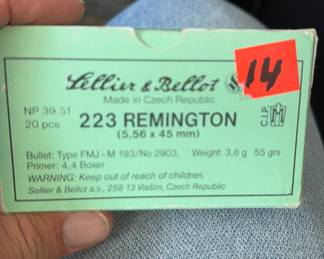 Sellier & Bellot S
14
Made in Czech Republic
NP 39.51
20 pcs
223 REMINGTON
(5,56 x 45 mm)
C.I.P.
Bullet: Type FMJ - M 193/No 2903, Weight: 3,6 g 55 grs
Primer: 4,4 Boxer
WARNING: Keep out of reach of children.
Sellier & Bellot a.s., 258 13 Vlašim, Czech Republic